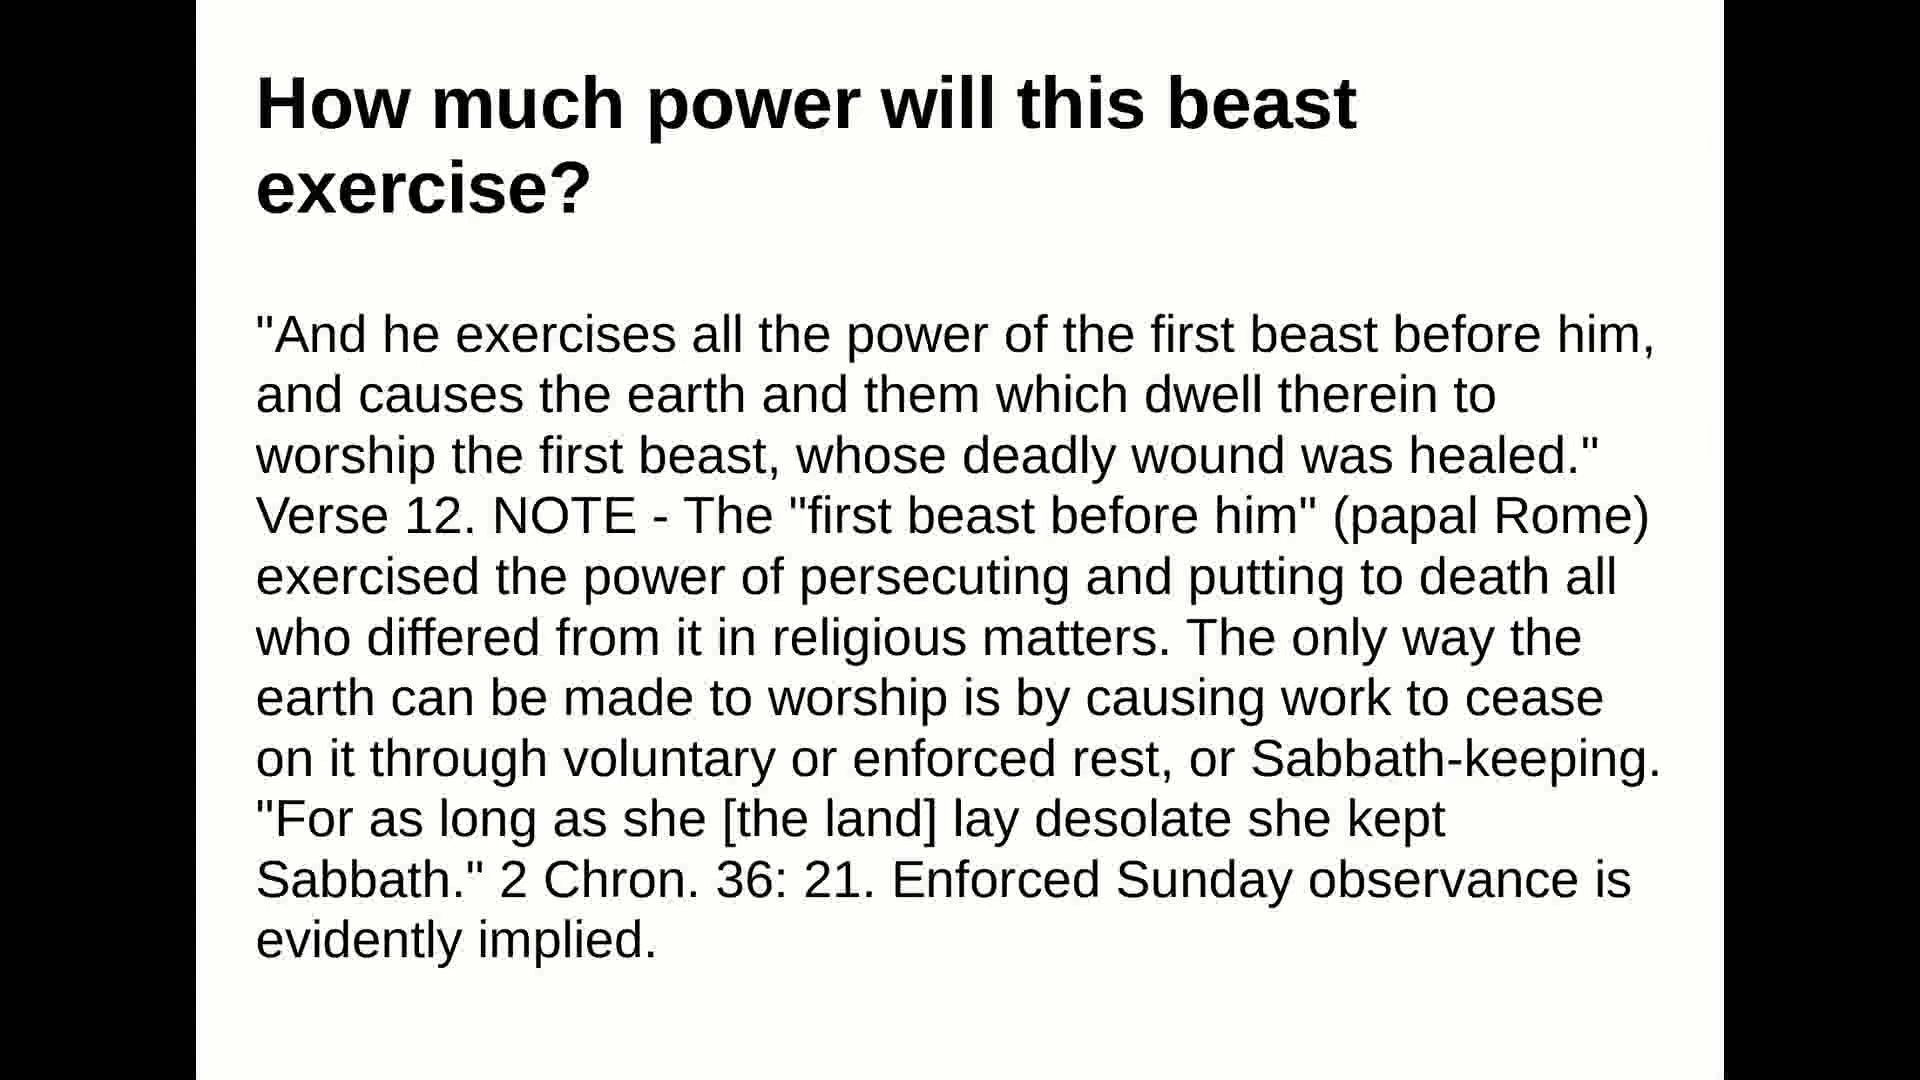 How much power will this beast
exercise?
"And he exercises all the power of the first beast before him,
and causes the earth and them which dwell therein to
worship the first beast, whose deadly wound was healed."
Verse 12. NOTE - The "first beast before him" (papal Rome)
exercised the power of persecuting and putting to death all
who differed from it in religious matters. The only way the
earth can be made to worship is by causing work to cease
on it through voluntary or enforced rest, or Sabbath-keeping.
"For as long as she [the land] lay desolate she kept
Sabbath." 2 Chron. 36: 21. Enforced Sunday observance is
evidently implied.